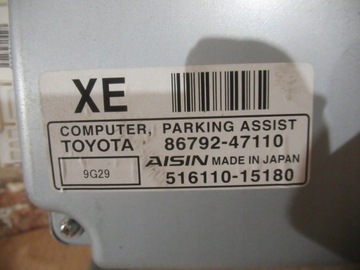 XE
COMPUTER, PARKING ASSIST
TOYOTA 86792-47110
9G29 AISIN MADE IN JAPAN
516110-15180